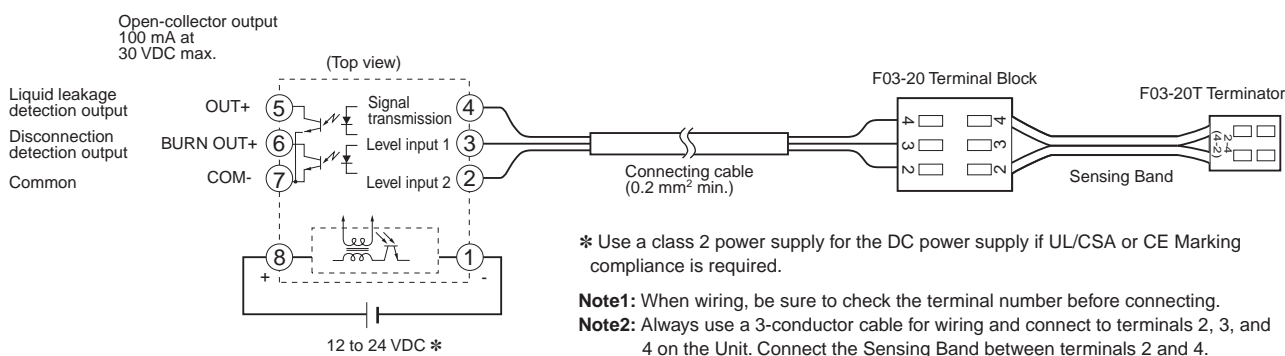 Open-collector output
100 mA at
30 VDC max.
(Top view)
Liquid leakage
detection output
OUT+
5
Signal
transmission
4
Disconnection
detection output
BURN OUT+
6
Level input 1
3
Common
COM-
7
Level input 2
2
8
+
1
-
12 to 24 VDC ✻
Connecting cable
(0.2 mm² min.)
F03-20 Terminal Block
4
4
3
3
2
2
Sensing Band
F03-20T Terminator
2-4
(4-2)
✻ Use a class 2 power supply for the DC power supply if UL/CSA or CE Marking
compliance is required.
Note1: When wiring, be sure to check the terminal number before connecting.
Note2: Always use a 3-conductor cable for wiring and connect to terminals 2, 3, and
4 on the Unit. Connect the Sensing Band between terminals 2 and 4.